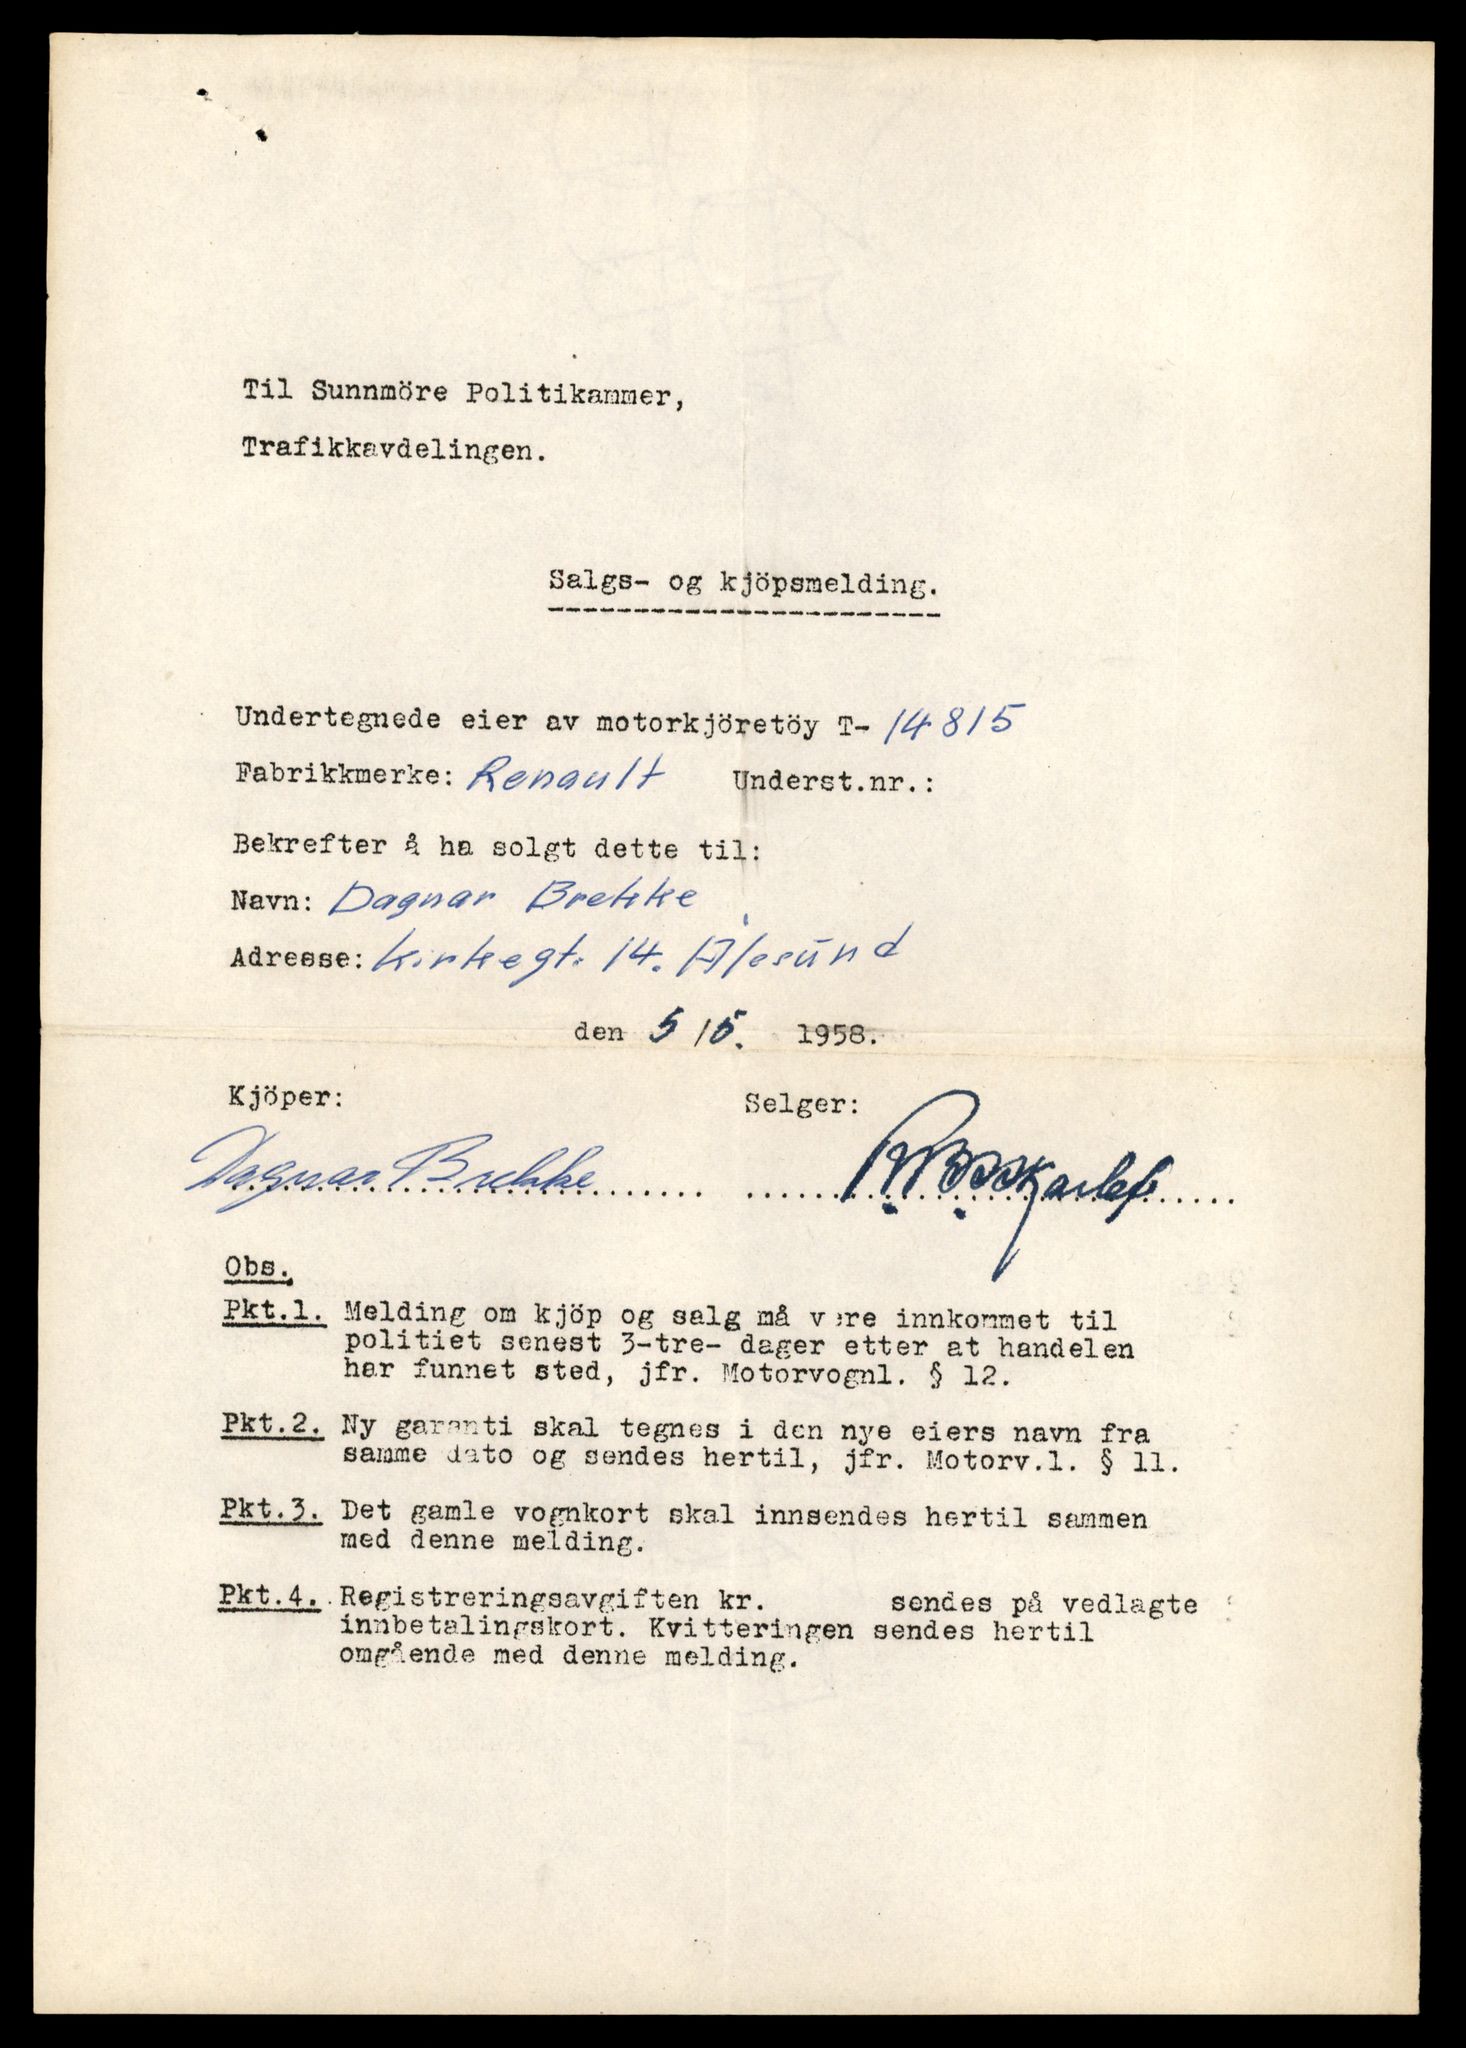 Til Sunnmöre Politikammer,
Trafikkavdelingen.
Salgs- og kjöpsmelding.
Undertegnede eier av motorkjöretöy T- 14815
Fabrikkmerke: Renault Underst.nr.:
Bekrefter å ha solgt dette til:
Navn: Dagnar Brekke
Adresse: Kirkegt. 14. Ålesund
den 5/5. 1958.
Kjöper: Selger:
Dagnar Brekke
Obs.
Pkt.1. Melding om kjöp og salg må være innkommet til
politiet senest 3-tre- dager etter at handelen
har funnet sted, jfr. Motorvognl. § 12.
Pkt.2. Ny garanti skal tegnes i den nye eiers navn fra
samme dato og sendes hertil, jfr. Motorv.l. § 11.
Pkt.3. Det gamle vognkort skal innsendes hertil sammen
med denne melding.
Pkt.4. Registreringsavgiften kr. sendes på vedlagte
innbetalingskort. Kvitteringen sendes hertil
omgående med denne melding.